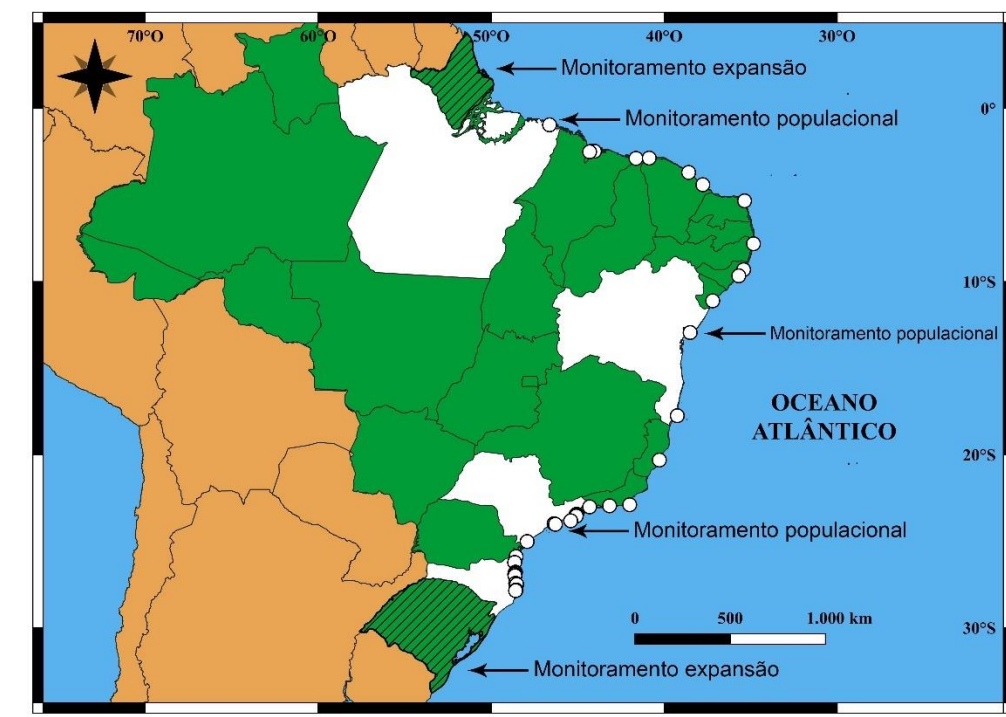 70°O
60°O
50°O
40°O
30°O
Monitoramento expansão
0°
Monitoramento populacional
10°S
Monitoramento populacional
OCEANO
ATLÂNTICO
20°S
Monitoramento populacional
0 500 1.000 km
30°S
Monitoramento expansão